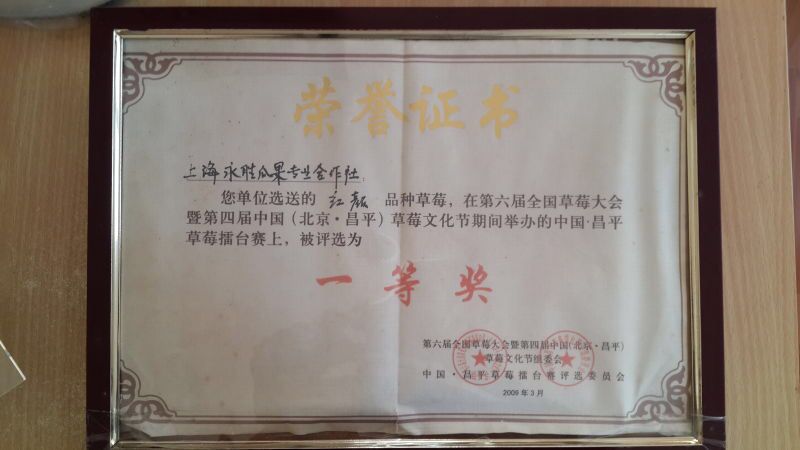 荣誉证书
上海永胜瓜果专业合作社:
您单位选送的 红颜 品种草莓，在第六届全国草莓大会
暨第四届中国（北京·昌平）草莓文化节期间举办的中国·昌平
草莓擂台赛上，被评选为
一等奖
第六届全国草莓大会暨第四届中国(北京·昌平)
草莓文化节组委会
中国·昌平草莓擂台赛评选委员会
2009年3月